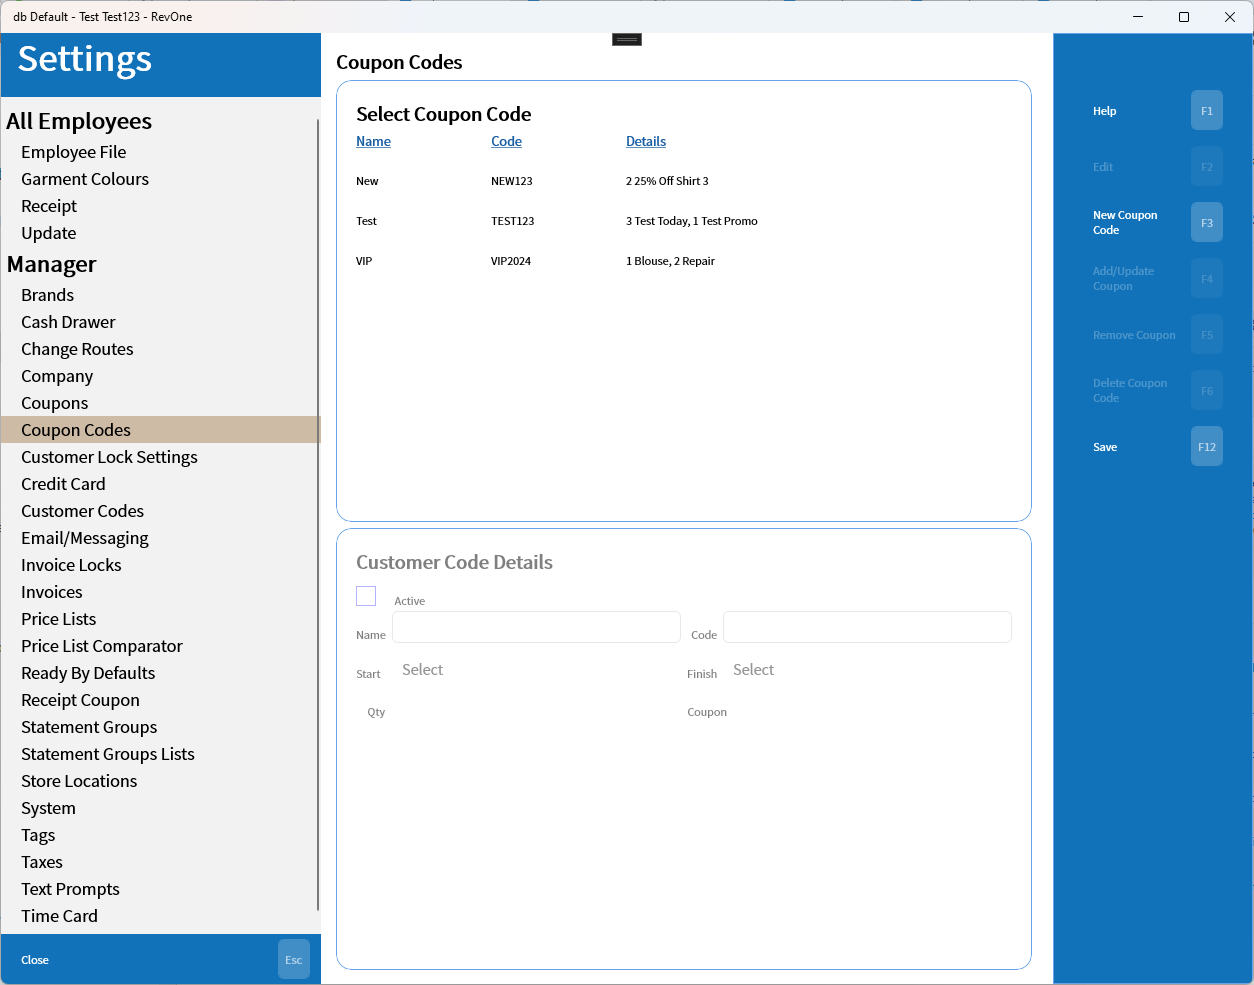 db Default - Test Test123 - RevOne
Settings
All Employees
Employee File
Garment Colours
Receipt
Update
Manager
Brands
Cash Drawer
Change Routes
Company
Coupons
Coupon Codes
Customer Lock Settings
Credit Card
Customer Codes
Email/Messaging
Invoice Locks
Invoices
Price Lists
Price List Comparator
Ready By Defaults
Receipt Coupon
Statement Groups
Statement Groups Lists
Store Locations
System
Tags
Taxes
Text Prompts
Time Card
Close Esc
Coupon Codes
Select Coupon Code
Name Code Details
New NEW123 2 25% Off Shirt 3
Test TEST123 3 Test Today, 1 Test Promo
VIP VIP2024 1 Blouse, 2 Repair
Customer Code Details
Active
Name Code
Start Select Finish Select
Qty Coupon
Help F1
Edit F2
New Coupon
Code F3
Add/Update
Coupon F4
Remove Coupon F5
Delete Coupon
Code F6
Save F12